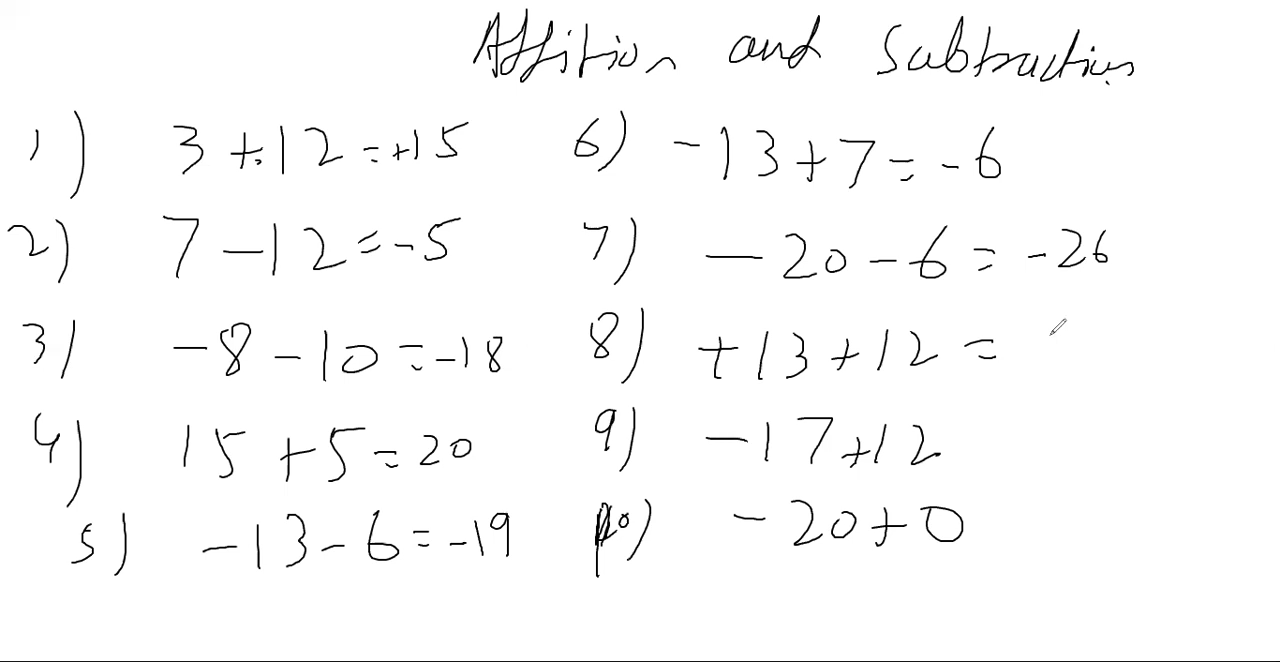 Affition and Subtraction
1) 3 + 12 = +15
2) 7 - 12 = -5
3) -8 - 10 = -18
4) 15 + 5 = 20
5) -13 - 6 = -19
6) -13 + 7 = -6
7) -20 - 6 = -26
8) +13 + 12 =
9) -17 + 12
10) -20 + 0